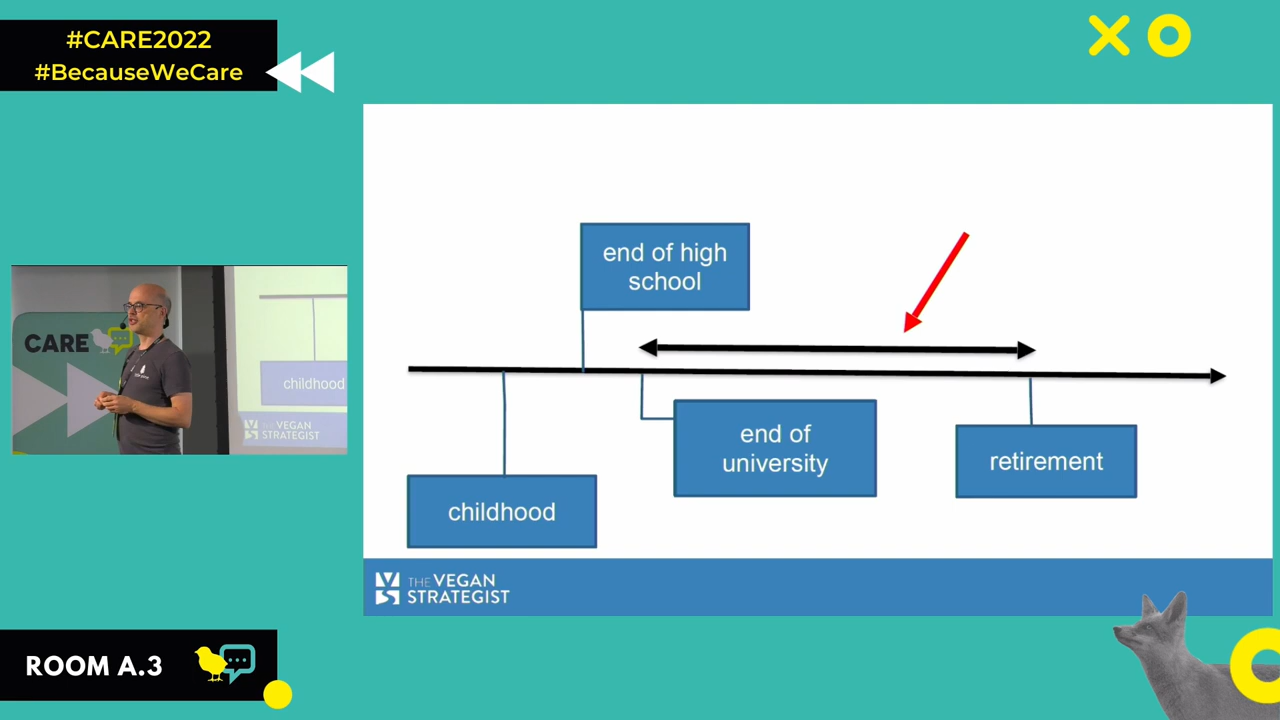 #CARE2022
#BecauseWeCare
end of high
school
end of
university
retirement
childhood
THE VEGAN
STRATEGIST
CARE
childhood
THE VEGAN
STRATEGIST
ROOM A.3